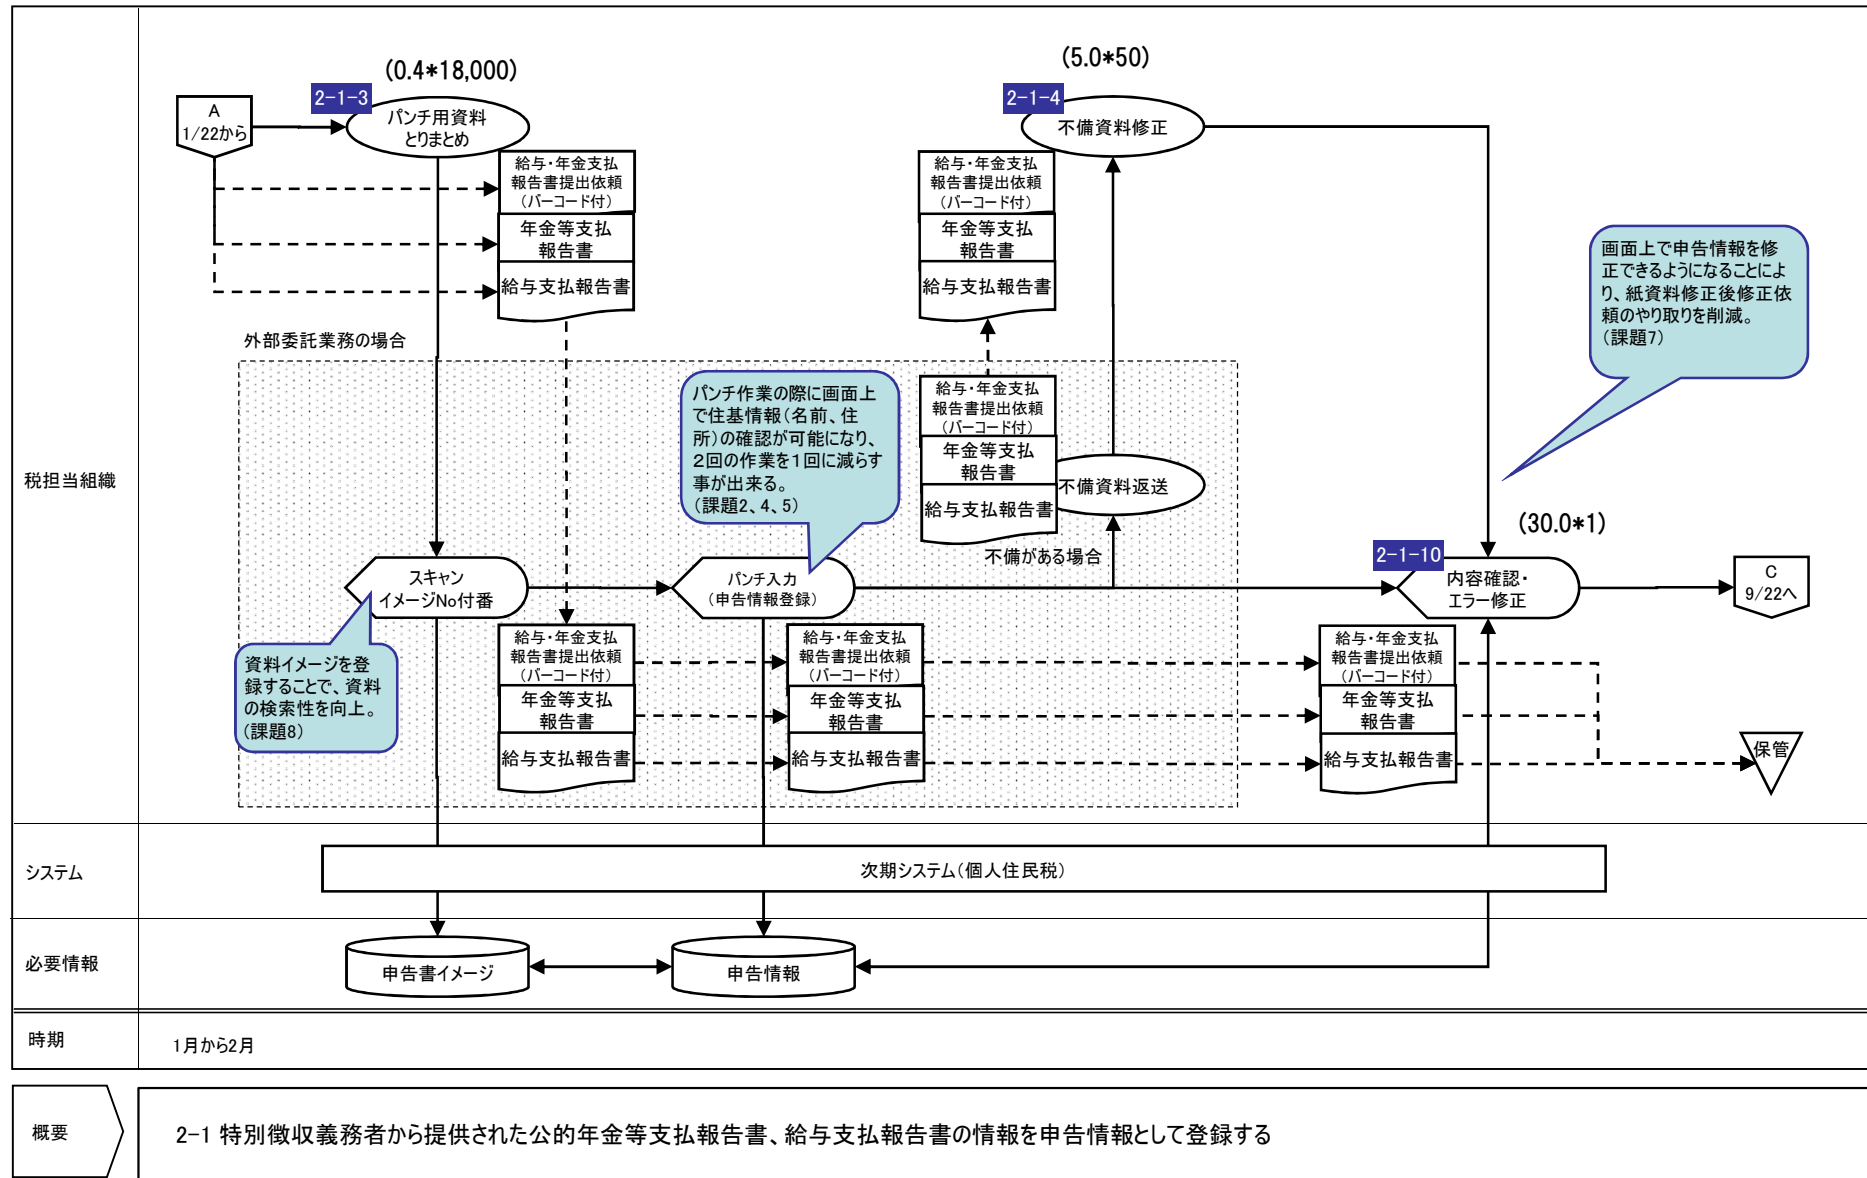 (0.4*18,000)
(5.0*50)
A
1/22から
2-1-3
パンチ用資料
とりまとめ
2-1-4
不備資料修正
給与・年金支払
報告書提出依頼
(バーコード付)
年金等支払
報告書
給与支払報告書
給与・年金支払
報告書提出依頼
(バーコード付)
年金等支払
報告書
給与支払報告書
画面上で申告情報を修
正できるようになることによ
り、紙資料修正後修正依
頼のやり取りを削減。
(課題7)
外部委託業務の場合
パンチ作業の際に画面上
で住基情報(名前、住
所)の確認が可能になり、
2回の作業を1回に減らす
事が出来る。
(課題2、4、5)
給与・年金支払
報告書提出依頼
(バーコード付)
年金等支払
報告書
給与支払報告書
不備資料返送
税担当組織
(30.0*1)
不備がある場合
スキャン
イメージNo付番
パンチ入力
(申告情報登録)
2-1-10
内容確認・
エラー修正
C
9/22へ
資料イメージを登
録することで、資料
の検索性を向上。
(課題8)
給与・年金支払
報告書提出依頼
(バーコード付)
年金等支払
報告書
給与支払報告書
給与・年金支払
報告書提出依頼
(バーコード付)
年金等支払
報告書
給与支払報告書
給与・年金支払
報告書提出依頼
(バーコード付)
年金等支払
報告書
給与支払報告書
保管
システム
次期システム(個人住民税)
必要情報
申告書イメージ
申告情報
時期
1月から2月
概要
2-1 特別徴収義務者から提供された公的年金等支払報告書、給与支払報告書の情報を申告情報として登録する